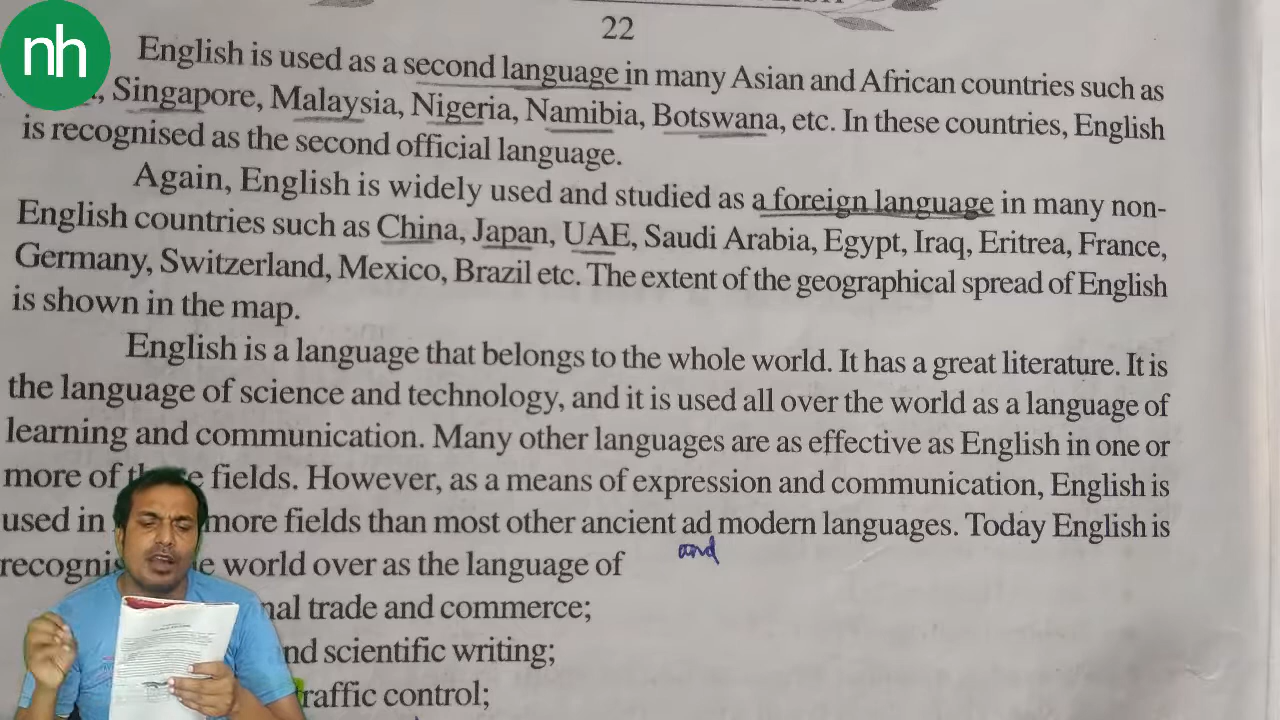 nh
22
English is used as a second language in many Asian and African countries such as
, Singapore, Malaysia, Nigeria, Namibia, Botswana, etc. In these countries, English
is recognised as the second official language.
Again, English is widely used and studied as a foreign language in many non-
English countries such as China, Japan, UAE, Saudi Arabia, Egypt, Iraq, Eritrea, France,
Germany, Switzerland, Mexico, Brazil etc. The extent of the geographical spread of English
is shown in the map.
English is a language that belongs to the whole world. It has a great literature. It is
the language of science and technology, and it is used all over the world as a language of
learning and communication. Many other languages are as effective as English in one or
more of fields. However, as a means of expression and communication, English is
used in more fields than most other ancient ad modern languages. Today English is
and
world over as the language of
trade and commerce;
scientific writing;
control;